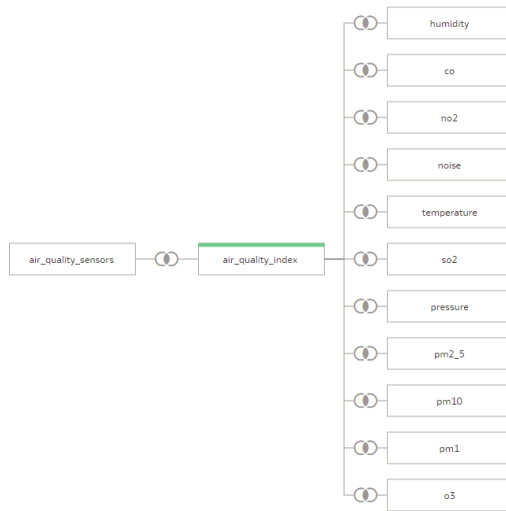 humidity
co
no2
noise
temperature
air_quality_sensors
air_quality_index
so2
pressure
pm2_5
pm10
pm1
o3